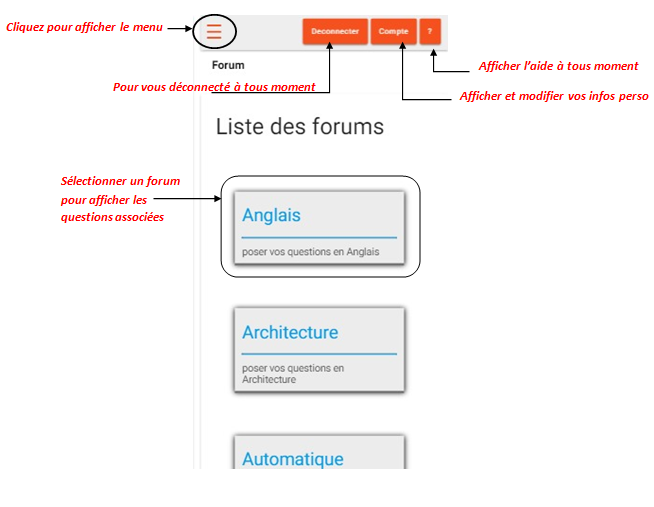 Cliquez pour afficher le menu
Deconnecter
Compte
?
Forum
Afficher l'aide à tous moment
Pour vous déconnecté à tous moment
Afficher et modifier vos infos perso
Liste des forums
Sélectionner un forum
pour afficher les
questions associées
Anglais
poser vos questions en Anglais
Architecture
poser vos questions en
Architecture
Automatique